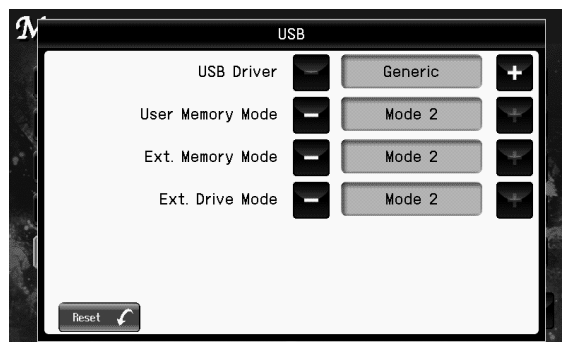 USB
USB Driver - Generic +
User Memory Mode - Mode 2 +
Ext. Memory Mode - Mode 2 +
Ext. Drive Mode - Mode 2 +
Reset